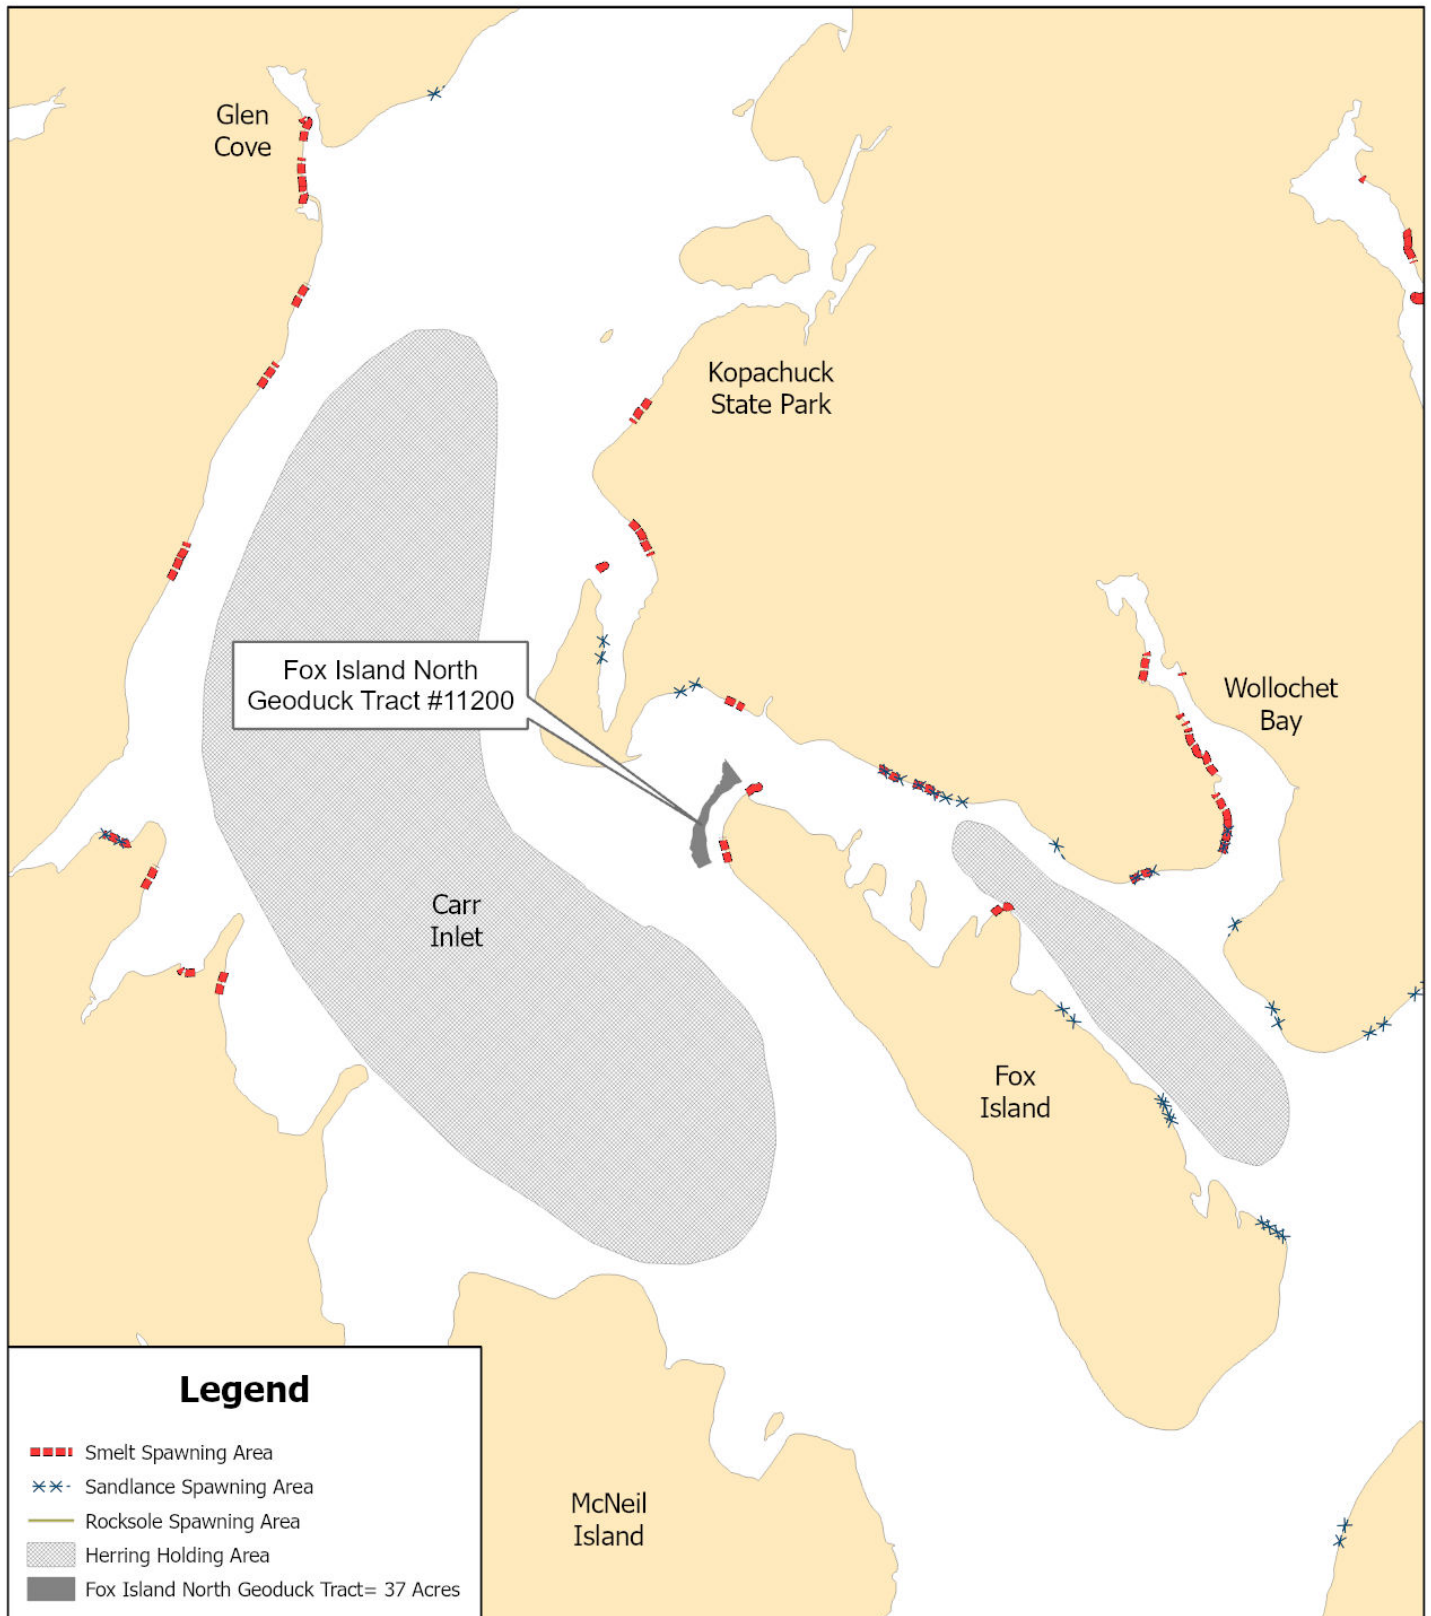 Glen
Cove
Kopachuck
State Park
Fox Island North
Geoduck Tract #11200
Wollochet
Bay
Carr
Inlet
Fox
Island
McNeil
Island
Legend
Smelt Spawning Area
Sandlance Spawning Area
Rocksole Spawning Area
Herring Holding Area
Fox Island North Geoduck Tract= 37 Acres